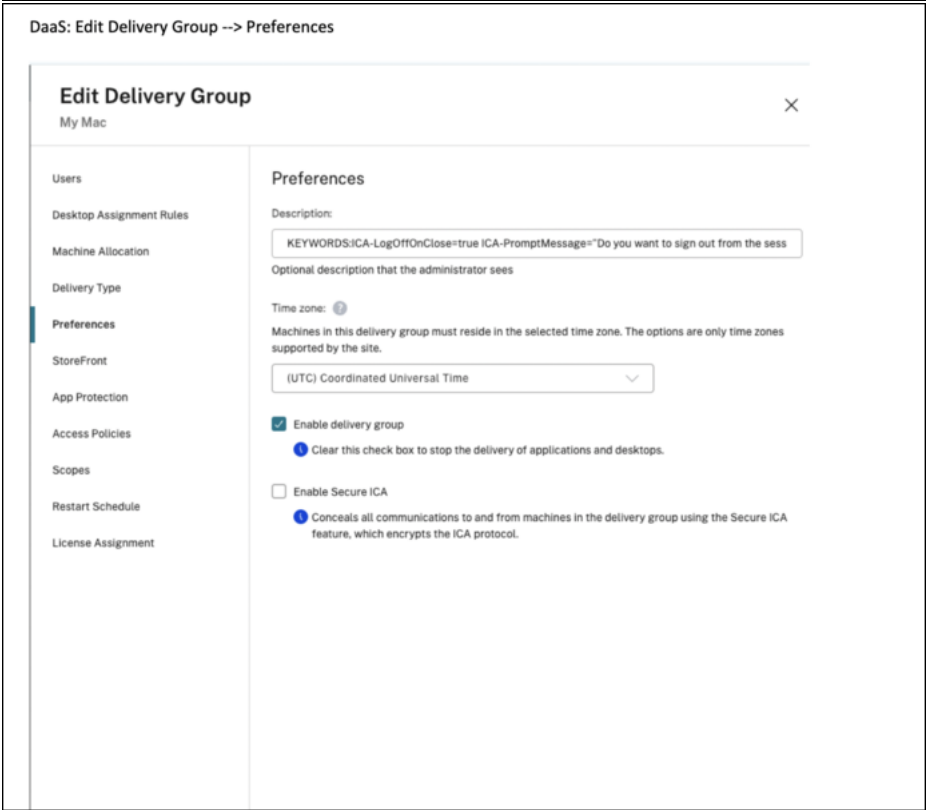 DaaS: Edit Delivery Group --> Preferences
Edit Delivery Group
My Mac
Users
Desktop Assignment Rules
Machine Allocation
Delivery Type
Preferences
StoreFront
App Protection
Access Policies
Scopes
Restart Schedule
License Assignment
Preferences
Description:
KEYWORDS:ICA-LogOffOnClose=true ICA-PromptMessage="Do you want to sign out from the sess
Optional description that the administrator sees
Time zone: ?
Machines in this delivery group must reside in the selected time zone. The options are only time zones
supported by the site.
(UTC) Coordinated Universal Time
Enable delivery group
Clear this check box to stop the delivery of applications and desktops.
Enable Secure ICA
Conceals all communications to and from machines in the delivery group using the Secure ICA
feature, which encrypts the ICA protocol.